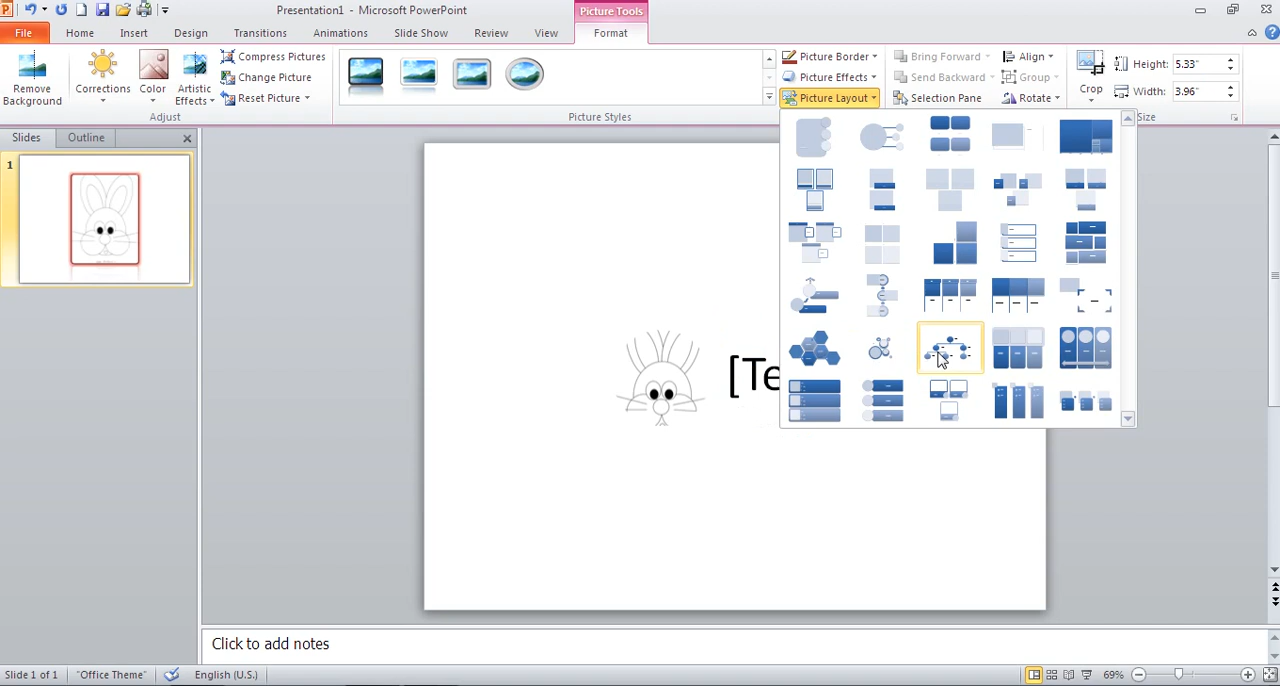 Presentation1 - Microsoft PowerPoint
Picture Tools
File Home Insert Design Transitions Animations Slide Show Review View Format
Remove Background
Corrections
Color
Artistic Effects
Compress Pictures
Change Picture
Reset Picture
Adjust
Picture Styles
Picture Border
Picture Effects
Picture Layout
Bring Forward
Send Backward
Selection Pane
Align
Group
Rotate
Crop
Height: 5.33"
Width: 3.96"
Size
Slides Outline
1
[Te
Click to add notes
Slide 1 of 1 "Office Theme" English (U.S.) 69%